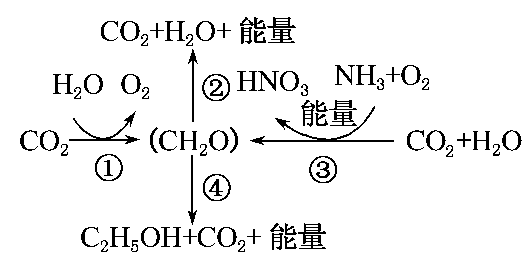 CO₂+H₂O+ 能量
H₂O O₂ ② HNO₃ NH₃+O₂
能量
CO₂ ① (CH₂O) ③ CO₂+H₂O
④
C₂H₅OH+CO₂+ 能量